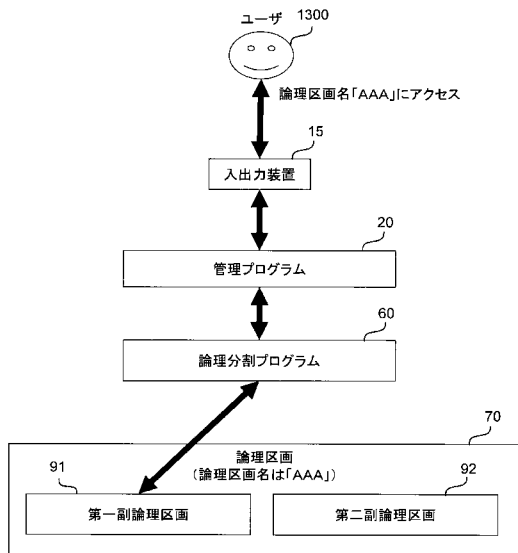 ユーザ
1300
論理区画名「AAA」にアクセス
15
入出力装置
20
管理プログラム
60
論理分割プログラム
70
論理区画
(論理区画名は「AAA」)
91
第一副論理区画
92
第二副論理区画